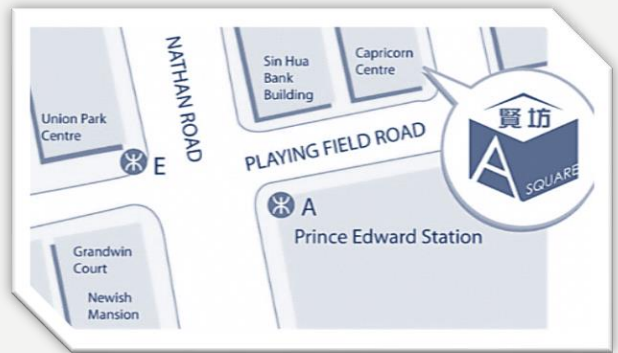 NATHAN ROAD
Sin Hua
Bank
Building
Capricorn
Centre
Union Park
Centre
E
PLAYING FIELD ROAD
賢坊
A
SQUARE
A
Prince Edward Station
Grandwin
Court
Newish
Mansion